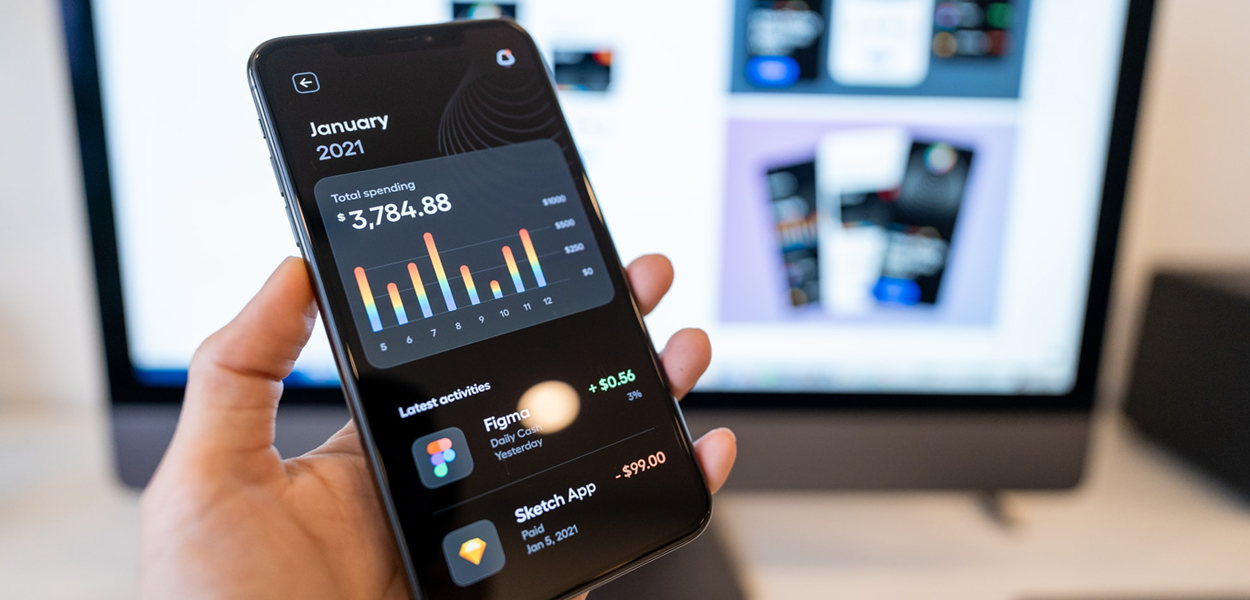 January
2021
Total spending
$3,784.88
$1000
$500
$250
$0
5 6 7 8 9 10 11 12
Latest activities
Figma
+ $0.56
Daily Cash
3%
Yesterday
Sketch App
- $99.00
Paid
Jan 5, 2021